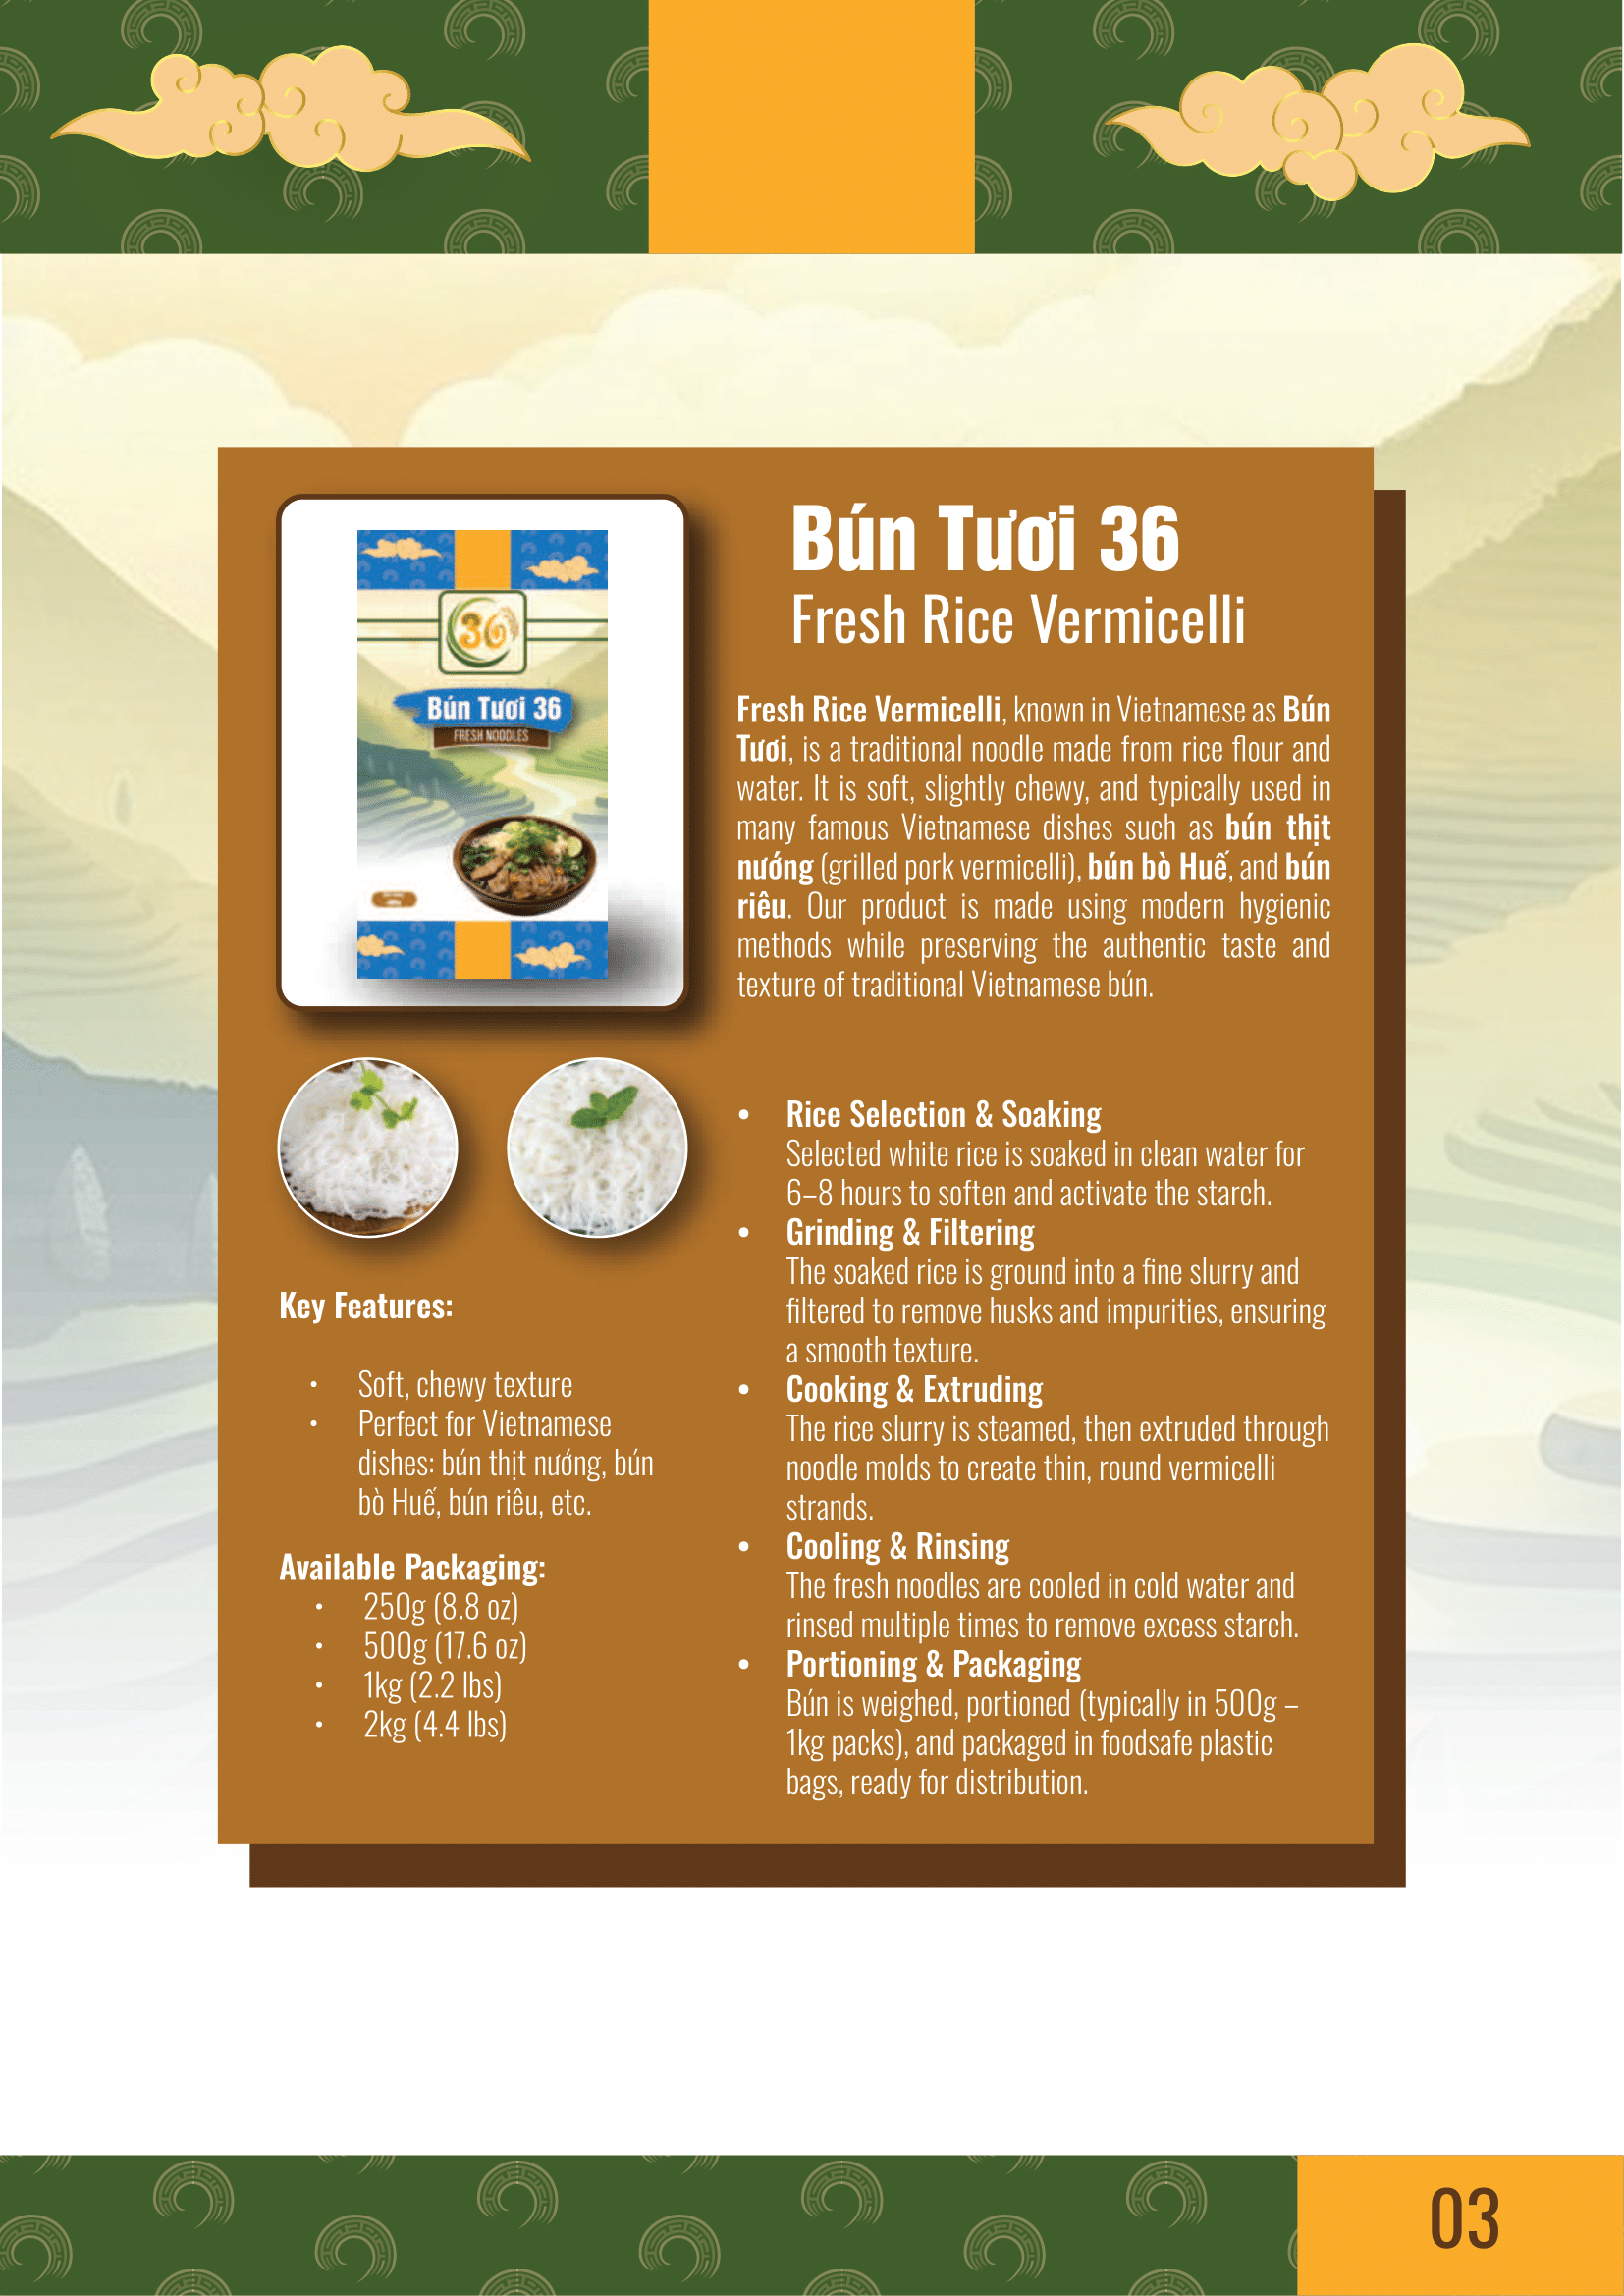 36
Bún Tươi 36
FRESH NOODLES
Bún Tươi 36
Fresh Rice Vermicelli
Fresh Rice Vermicelli, known in Vietnamese as Bún
Tươi, is a traditional noodle made from rice flour and
water. It is soft, slightly chewy, and typically used in
many famous Vietnamese dishes such as bún thịt
nướng (grilled pork vermicelli), bún bò Huế, and bún
riêu. Our product is made using modern hygienic
methods while preserving the authentic taste and
texture of traditional Vietnamese bún.
Key Features:
• Soft, chewy texture
• Perfect for Vietnamese
dishes: bún thịt nướng, bún
bò Huế, bún riêu, etc.
Available Packaging:
• 250g (8.8 oz)
• 500g (17.6 oz)
• 1kg (2.2 lbs)
• 2kg (4.4 lbs)
• Rice Selection & Soaking
Selected white rice is soaked in clean water for
6–8 hours to soften and activate the starch.
• Grinding & Filtering
The soaked rice is ground into a fine slurry and
filtered to remove husks and impurities, ensuring
a smooth texture.
• Cooking & Extruding
The rice slurry is steamed, then extruded through
noodle molds to create thin, round vermicelli
strands.
• Cooling & Rinsing
The fresh noodles are cooled in cold water and
rinsed multiple times to remove excess starch.
• Portioning & Packaging
Bún is weighed, portioned (typically in 500g –
1kg packs), and packaged in foodsafe plastic
bags, ready for distribution.
03